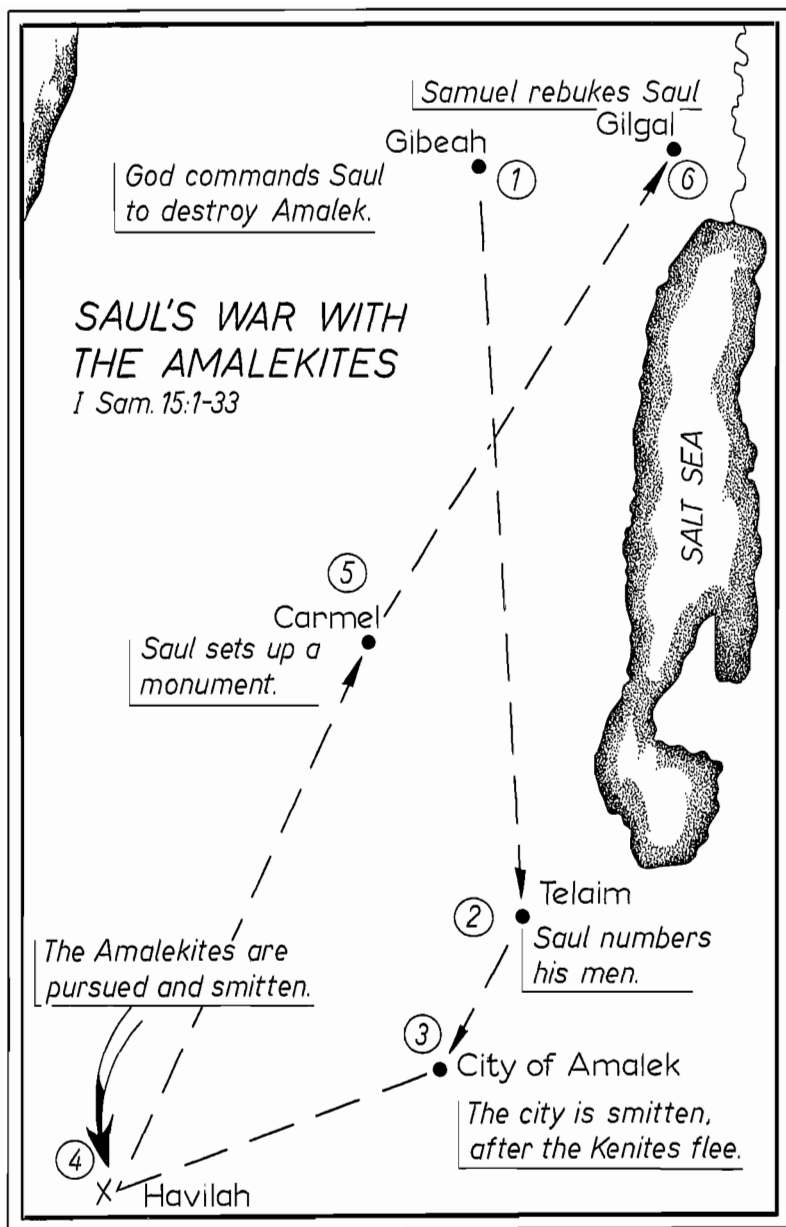 Samuel rebukes Saul
Gilgal
6
Gibeah
1
God commands Saul
to destroy Amalek.
SAUL'S WAR WITH
THE AMALEKITES
I Sam. 15:1-33
SALT SEA
5
Carmel
Saul sets up a
monument.
2
Telaim
Saul numbers
his men.
The Amalekites are
pursued and smitten.
3
City of Amalek
The city is smitten,
after the Kenites flee.
4
X Havilah